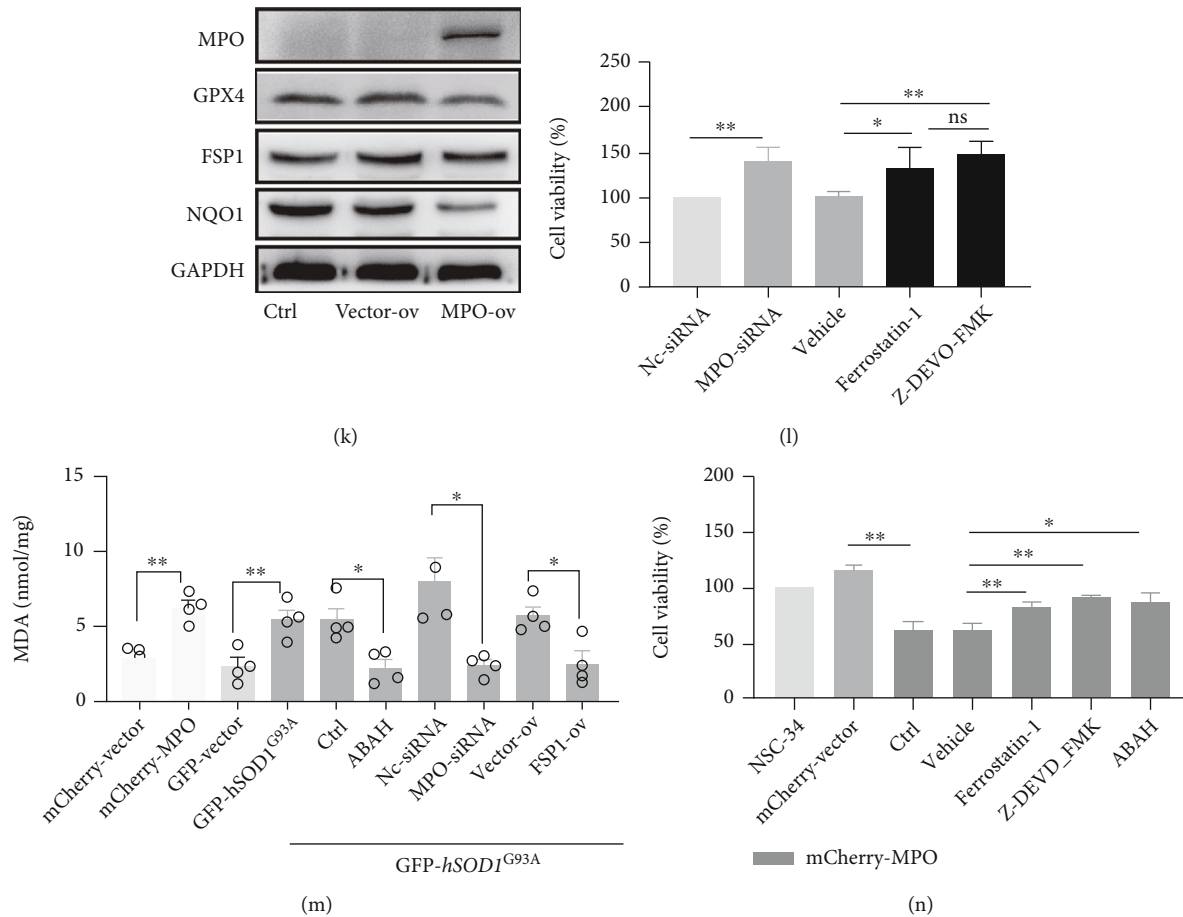 MPO
GPX4
FSP1
NQO1
GAPDH
Ctrl Vector-ov MPO-ov
(k)
Cell viability (%)
250
200
150
100
50
0
**
**
*
ns
Nc-siRNA
MPO-siRNA
Vehicle
Ferrostatin-1
Z-DEVO-FMK
(l)
MDA (nmol/mg)
15
10
5
0
**
**
*
*
*
mCherry-vector
mCherry-MPO
GFP-vector
GFP-hSOD1G93A
Ctrl
ABAH
Nc-siRNA
MPO-siRNA
Vector-ov
FSP1-ov
GFP-hSOD1G93A
(m)
Cell viability (%)
200
150
100
50
0
**
*
**
**
NSC-34
mCherry-vector
Ctrl
Vehicle
Ferrostatin-1
Z-DEVD_FMK
ABAH
mCherry-MPO
(n)